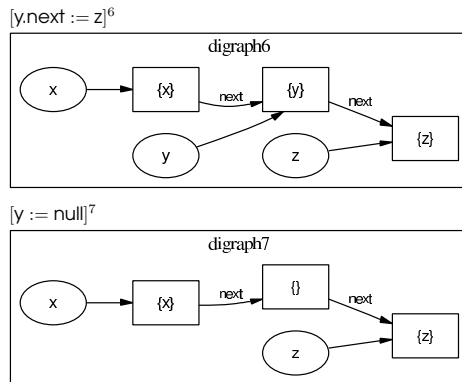 [y.next := z]⁶
digraph6
x {x} next {y} next
y z {z}
[y := null]⁷
digraph7
x {x} next {} next
z {z}